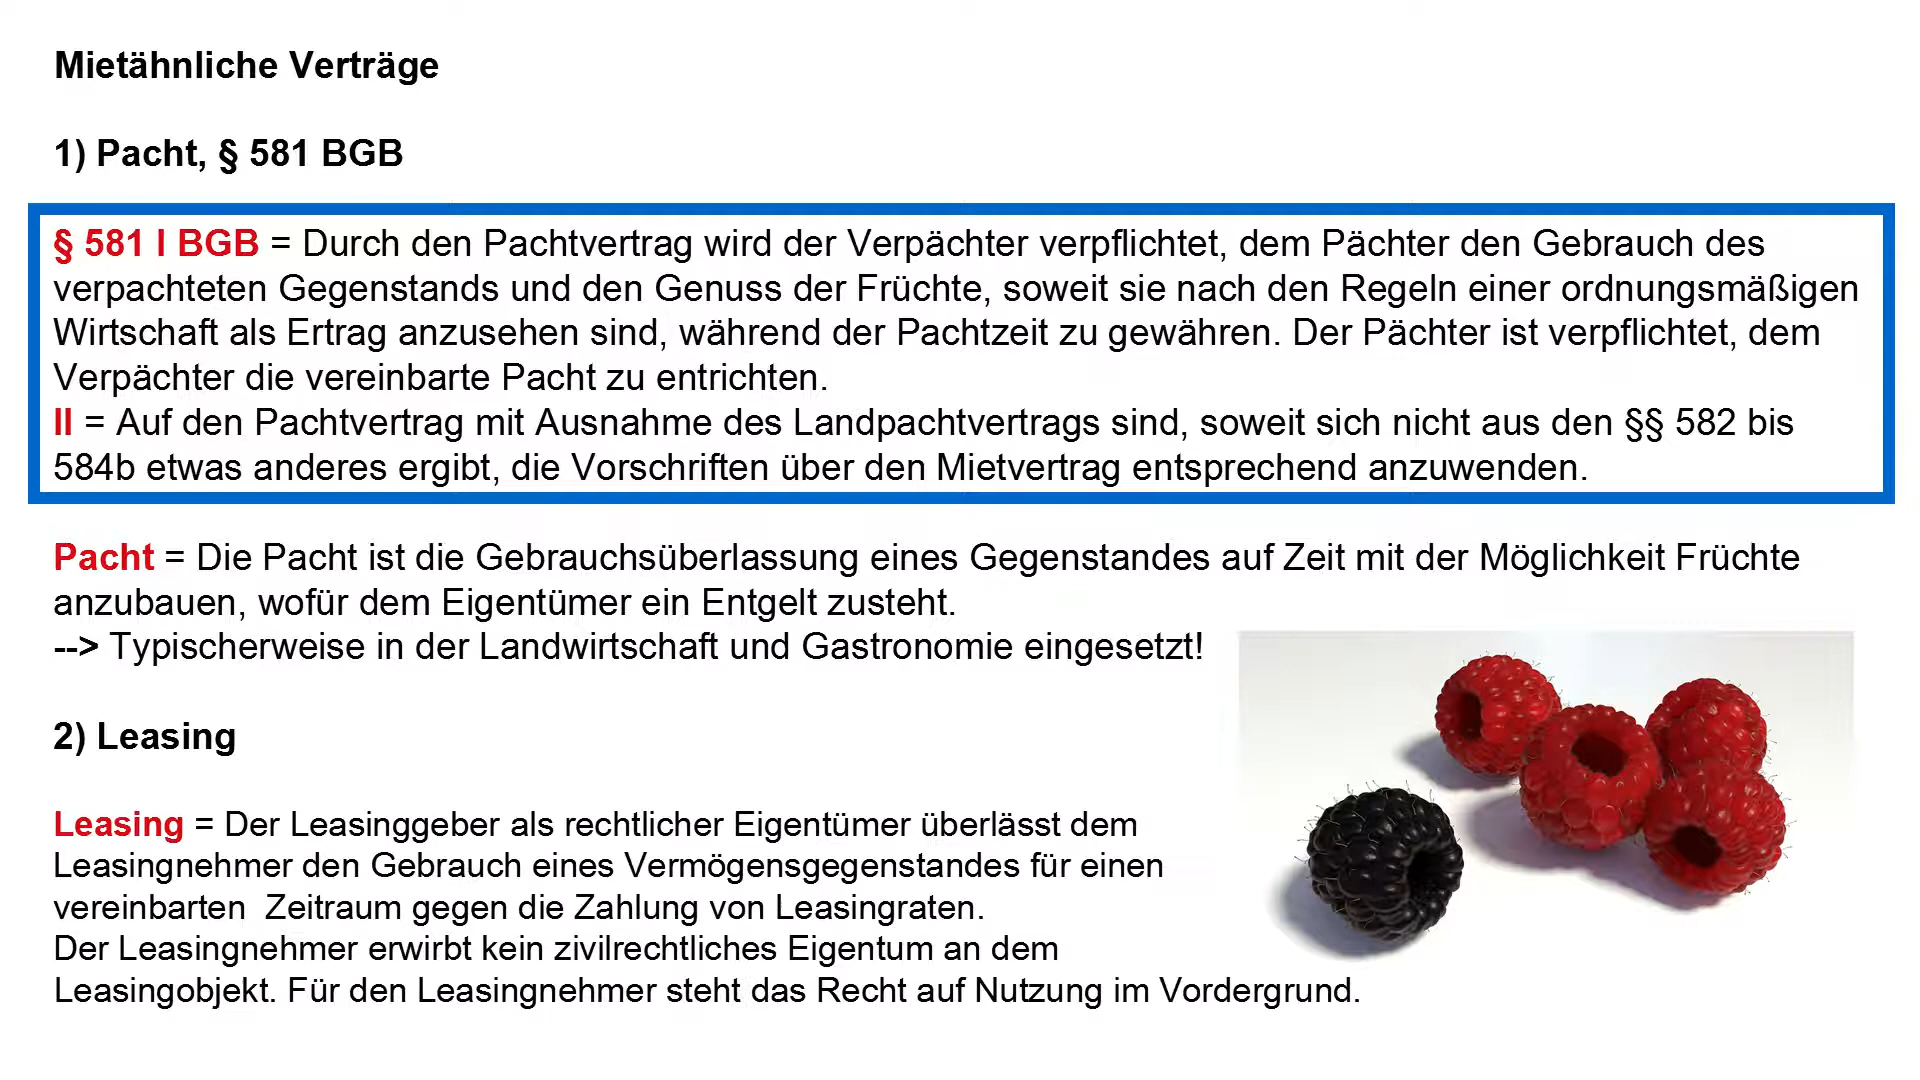 Mietähnliche Verträge
1) Pacht, § 581 BGB
§ 581 I BGB = Durch den Pachtvertrag wird der Verpächter verpflichtet, dem Pächter den Gebrauch des
verpachteten Gegenstands und den Genuss der Früchte, soweit sie nach den Regeln einer ordnungsmäßigen
Wirtschaft als Ertrag anzusehen sind, während der Pachtzeit zu gewähren. Der Pächter ist verpflichtet, dem
Verpächter die vereinbarte Pacht zu entrichten.
II = Auf den Pachtvertrag mit Ausnahme des Landpachtvertrags sind, soweit sich nicht aus den §§ 582 bis
584b etwas anderes ergibt, die Vorschriften über den Mietvertrag entsprechend anzuwenden.
Pacht = Die Pacht ist die Gebrauchsüberlassung eines Gegenstandes auf Zeit mit der Möglichkeit Früchte
anzubauen, wofür dem Eigentümer ein Entgelt zusteht.
--> Typischerweise in der Landwirtschaft und Gastronomie eingesetzt!
2) Leasing
Leasing = Der Leasinggeber als rechtlicher Eigentümer überlässt dem
Leasingnehmer den Gebrauch eines Vermögensgegenstandes für einen
vereinbarten  Zeitraum gegen die Zahlung von Leasingraten.
Der Leasingnehmer erwirbt kein zivilrechtliches Eigentum an dem
Leasingobjekt. Für den Leasingnehmer steht das Recht auf Nutzung im Vordergrund.